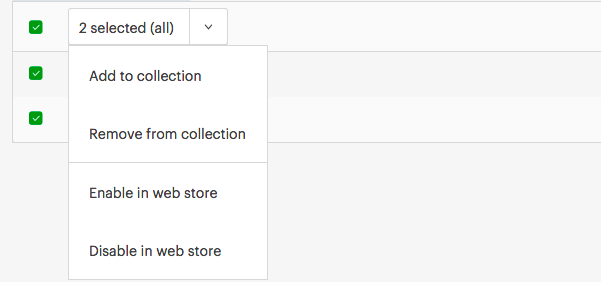 2 selected (all)
Add to collection
Remove from collection
Enable in web store
Disable in web store